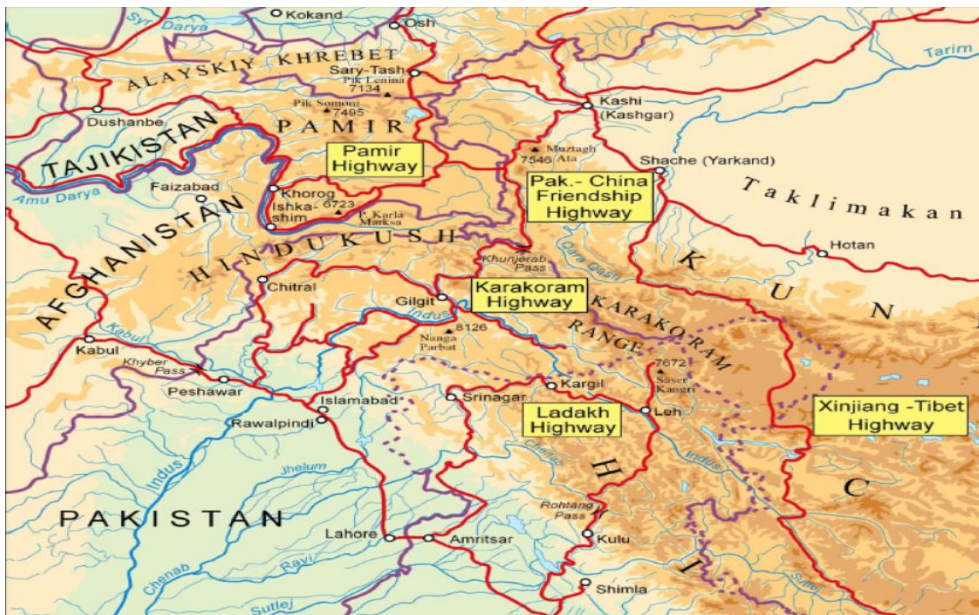 Kokand
Osh
Syr Darya
Darya
Tarim
ALAYSKIY KHREBET
Sary-Tash
Pik Lenina
7134
Pik Somoni
7495
Kashi
(Kashgar)
Dushanbe
PAMIR
Muztagh
Ata
7546
TAJIKISTAN
Pamir
Highway
Shache (Yarkand)
Pak.- China
Friendship
Highway
Taklimakan
Amu Darya
Faizabad
Khorog
Ishka-
shim
6723
P. Karla
Marksa
AFGHANISTAN
HINDUKUSH
Hotan
Khunjerab
Pass
Qara Qash
KUN
Chitral
Gilgit
Indus
Karakoram
Highway
KARAKORAM
RANGE
8126
Nanga
Parbat
Kabul
Kabul
Khyber
Pass
Peshawar
7672
Saser
Kangri
Kargil
Srinagar
Islamabad
Rawalpindi
Ladakh
Highway
Leh
Xinjiang -Tibet
Highway
Indus
Chenab
Indus
Jhelum
H
I
C
Rohtang
Pass
PAKISTAN
Lahore
Amritsar
Kulu
Ravi
Chenab
Shimla
Sutlej
Sutlej